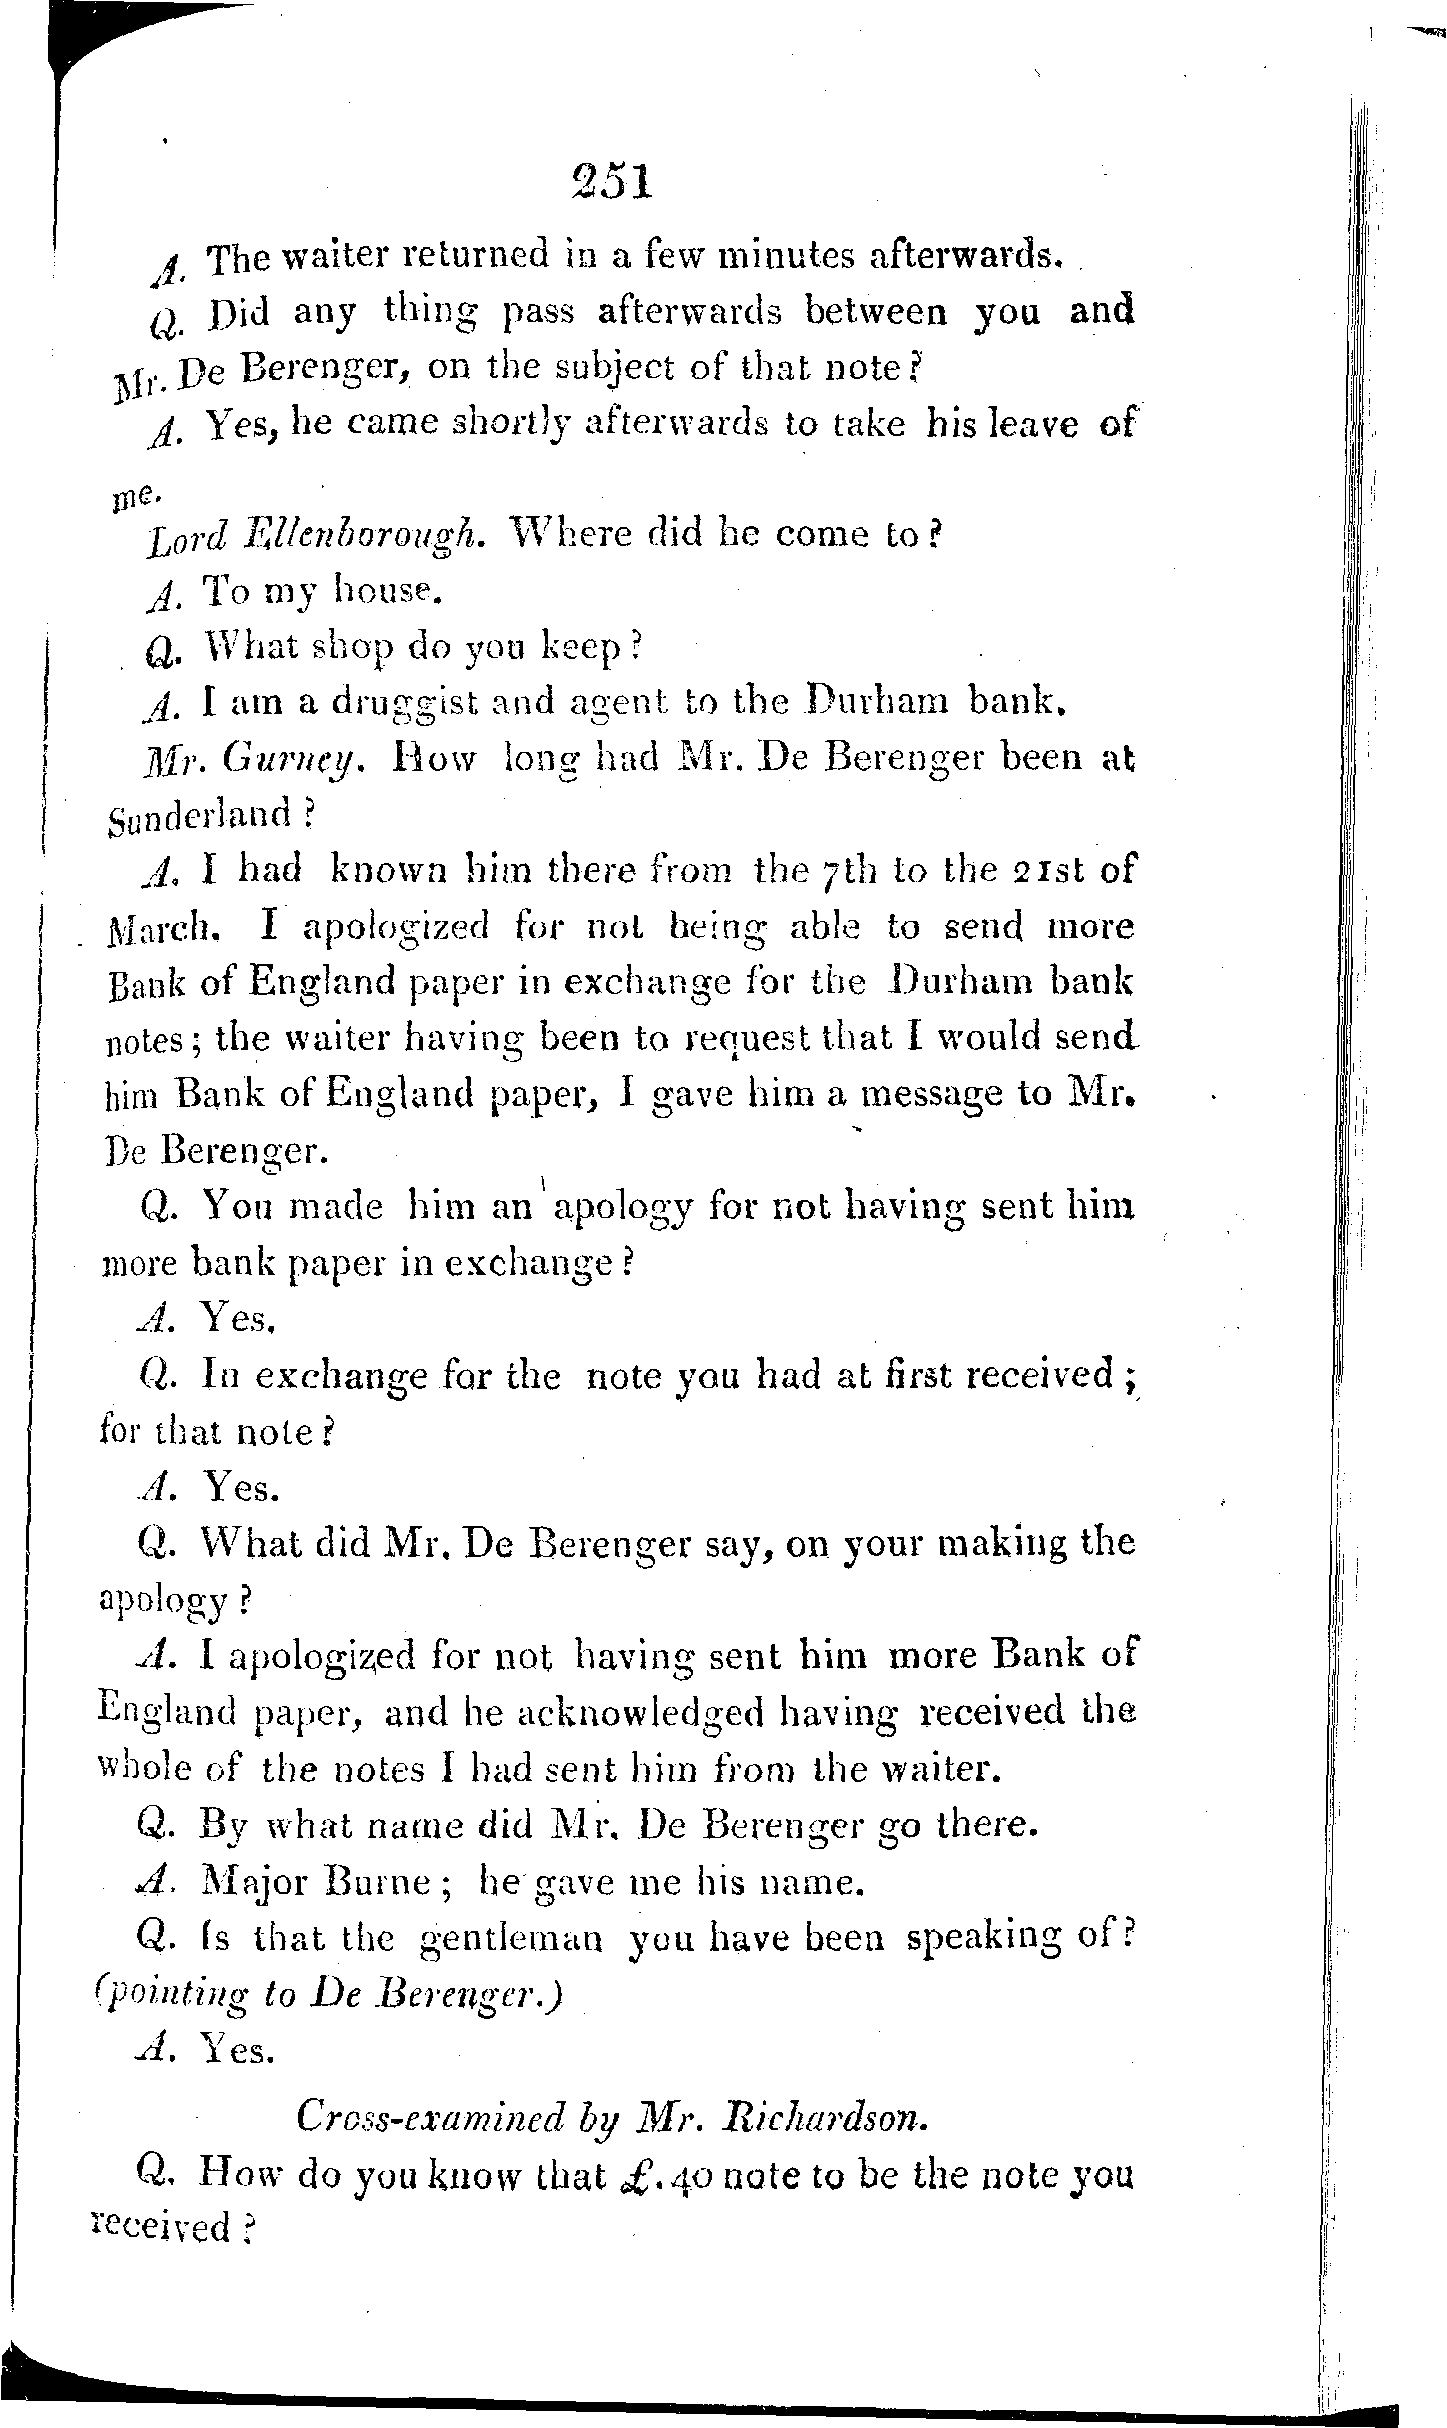 251
A. The waiter returned in a few minutes afterwards.
Q. Did any thing pass afterwards between you and
Mr. De Berenger, on the subject of that note?
A. Yes, he came shortly afterwards to take his leave of
me.
Lord Ellenborough. Where did he come to?
A. To my house.
Q. What shop do you keep?
A. I am a druggist and agent to the Durham bank.
Mr. Gurney. How long had Mr. De Berenger been at
Sunderland?
A. I had known him there from the 7th to the 21st of
March. I apologized for not being able to send more
Bank of England paper in exchange for the Durham bank
notes; the waiter having been to request that I would send
him Bank of England paper, I gave him a message to Mr.
De Berenger.
Q. You made him an apology for not having sent him
more bank paper in exchange?
A. Yes.
Q. In exchange for the note you had at first received;
for that note?
A. Yes.
Q. What did Mr. De Berenger say, on your making the
apology?
A. I apologized for not having sent him more Bank of
England paper, and he acknowledged having received the
whole of the notes I had sent him from the waiter.
Q. By what name did Mr. De Berenger go there.
A. Major Burne; he gave me his name.
Q. Is that the gentleman you have been speaking of?
(pointing to De Berenger.)
A. Yes.
Cross-examined by Mr. Richardson.
Q. How do you know that £.40 note to be the note you
received?